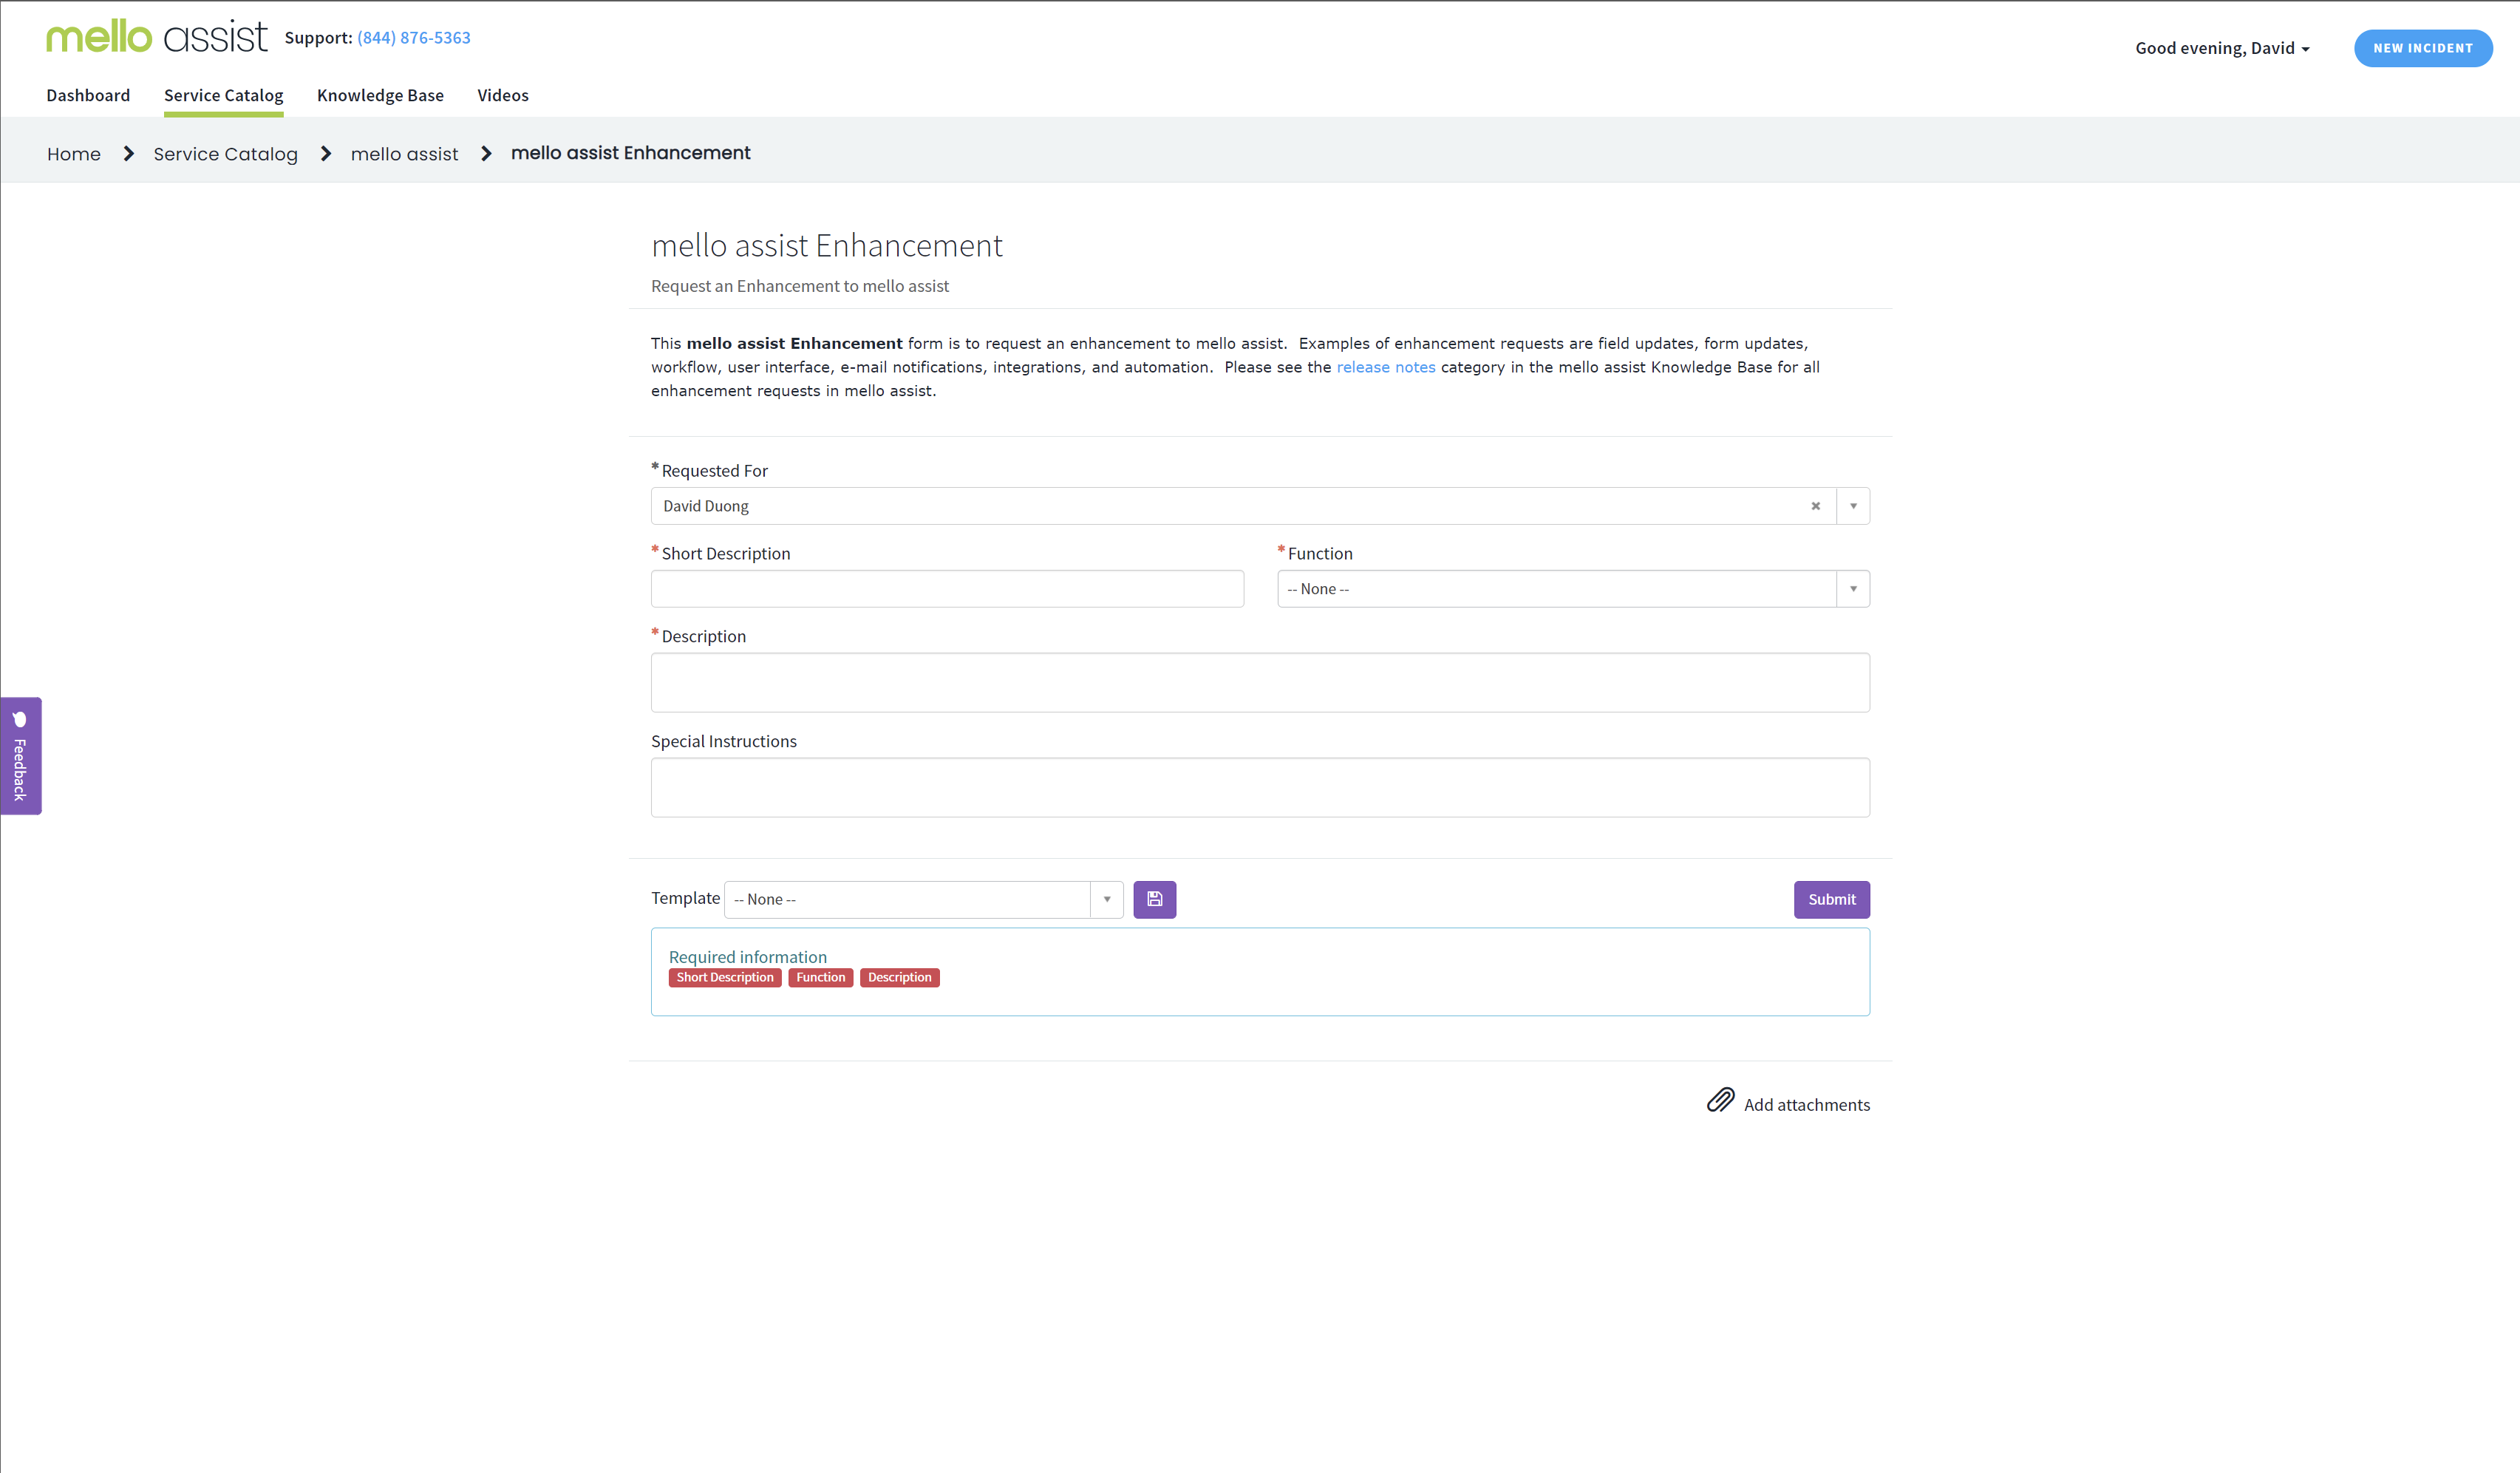 mello assist Support: (844) 876-5363
Good evening, David
NEW INCIDENT
Dashboard Service Catalog Knowledge Base Videos
Home Service Catalog mello assist mello assist Enhancement
mello assist Enhancement
Request an Enhancement to mello assist
This mello assist Enhancement form is to request an enhancement to mello assist. Examples of enhancement requests are field updates, form updates,
workflow, user interface, e-mail notifications, integrations, and automation. Please see the release notes category in the mello assist Knowledge Base for all
enhancement requests in mello assist.
* Requested For
David Duong
* Short Description
* Function
-- None --
* Description
Feedback
Special Instructions
Template -- None --
Submit
Required information
Short Description Function Description
Add attachments